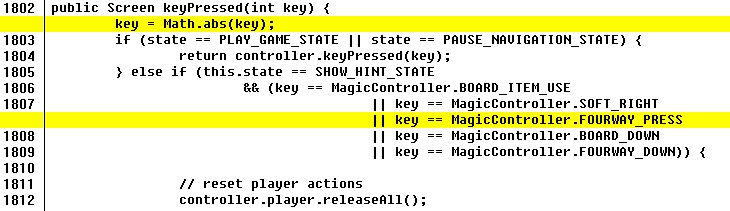 1802 public Screen keyPressed(int key) {
key = Math.abs(key);
1803 if (state == PLAY_GAME_STATE || state == PAUSE_NAVIGATION_STATE) {
1804 return controller.keyPressed(key);
1805 } else if (this.state == SHOW_HINT_STATE
1806 && (key == MagicController.BOARD_ITEM_USE
1807 || key == MagicController.SOFT_RIGHT
|| key == MagicController.FOURWAY_PRESS
1808 || key == MagicController.BOARD_DOWN
1809 || key == MagicController.FOURWAY_DOWN)) {
1810
1811 // reset player actions
1812 controller.player.releaseAll();